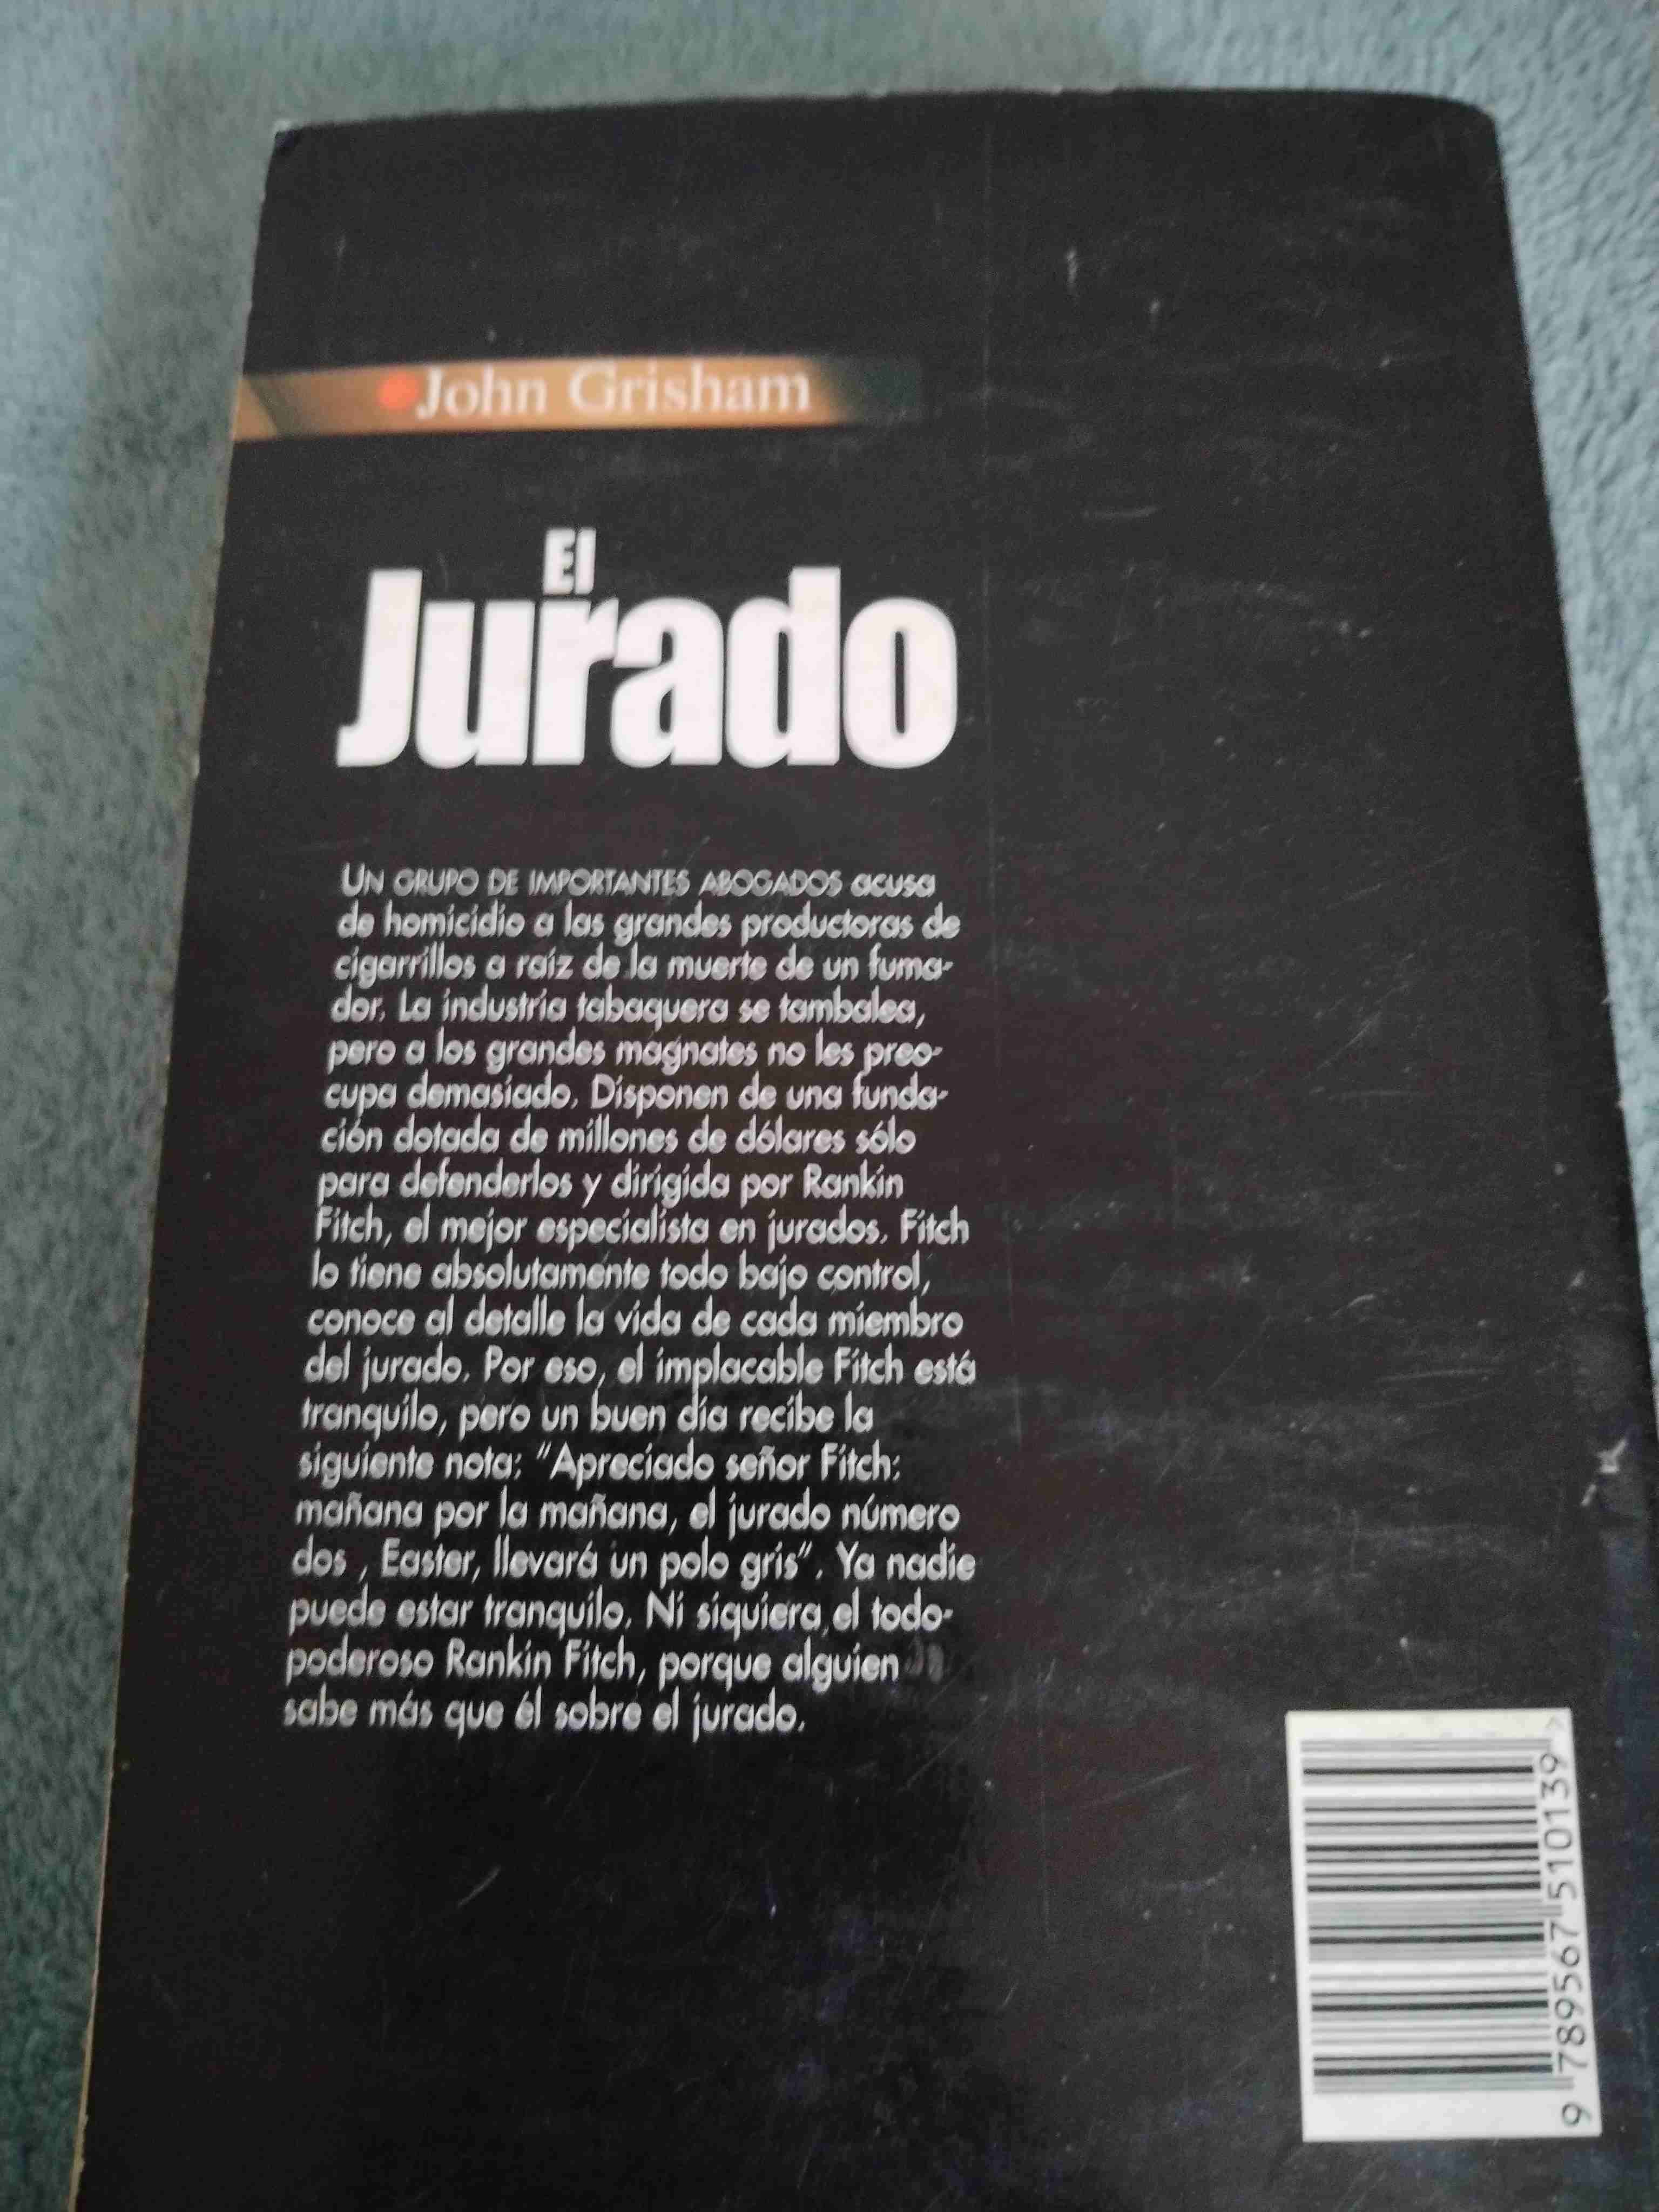 John Grisham
El
Jurado
UN GRUPO DE IMPORTANTES ABOGADOS acusa
de homicidio a las grandes productoras de
cigarrillos a raíz de la muerte de un fuma-
dor. La industria tabaquera se tambalea,
pero a los grandes magnates no les preo-
cupa demasiado. Disponen de una funda-
ción dotada de millones de dólares sólo
para defenderlos y dirigida por Rankin
Fitch, el mejor especialista en jurados. Fitch
lo tiene absolutamente todo bajo control,
conoce al detalle la vida de cada miembro
del jurado. Por eso, el implacable Fitch está
tranquilo, pero un buen día recibe la
siguiente nota: "Apreciado señor Fitch:
mañana por la mañana, el jurado número
dos , Easter, llevará un polo gris". Ya nadie
puede estar tranquilo. Ni siquiera el todo-
poderoso Rankin Fitch, porque alguien
sabe más que él sobre el jurado.
9 789567 510139 >